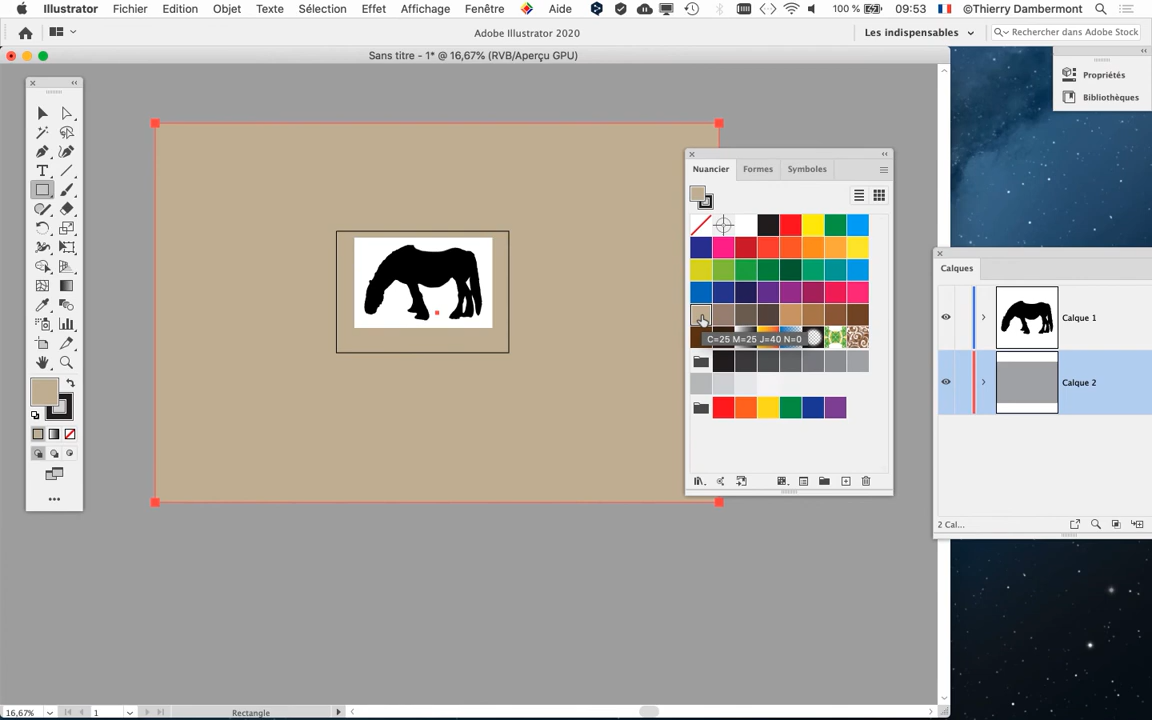 Illustrator Fichier Edition Objet Texte Sélection Effet Affichage Fenêtre Aide 100 % 09:53 ©Thierry Dambermont
Adobe Illustrator 2020 Les indispensables Rechercher dans Adobe Stock
Sans titre - 1* @ 16,67% (RVB/Aperçu GPU)
Propriétés
Bibliothèques
Nuancier Formes Symboles
Calques
Calque 1
C=25 M=25 J=40 N=0
Calque 2
2 Cal...
16,67% 1 Rectangle